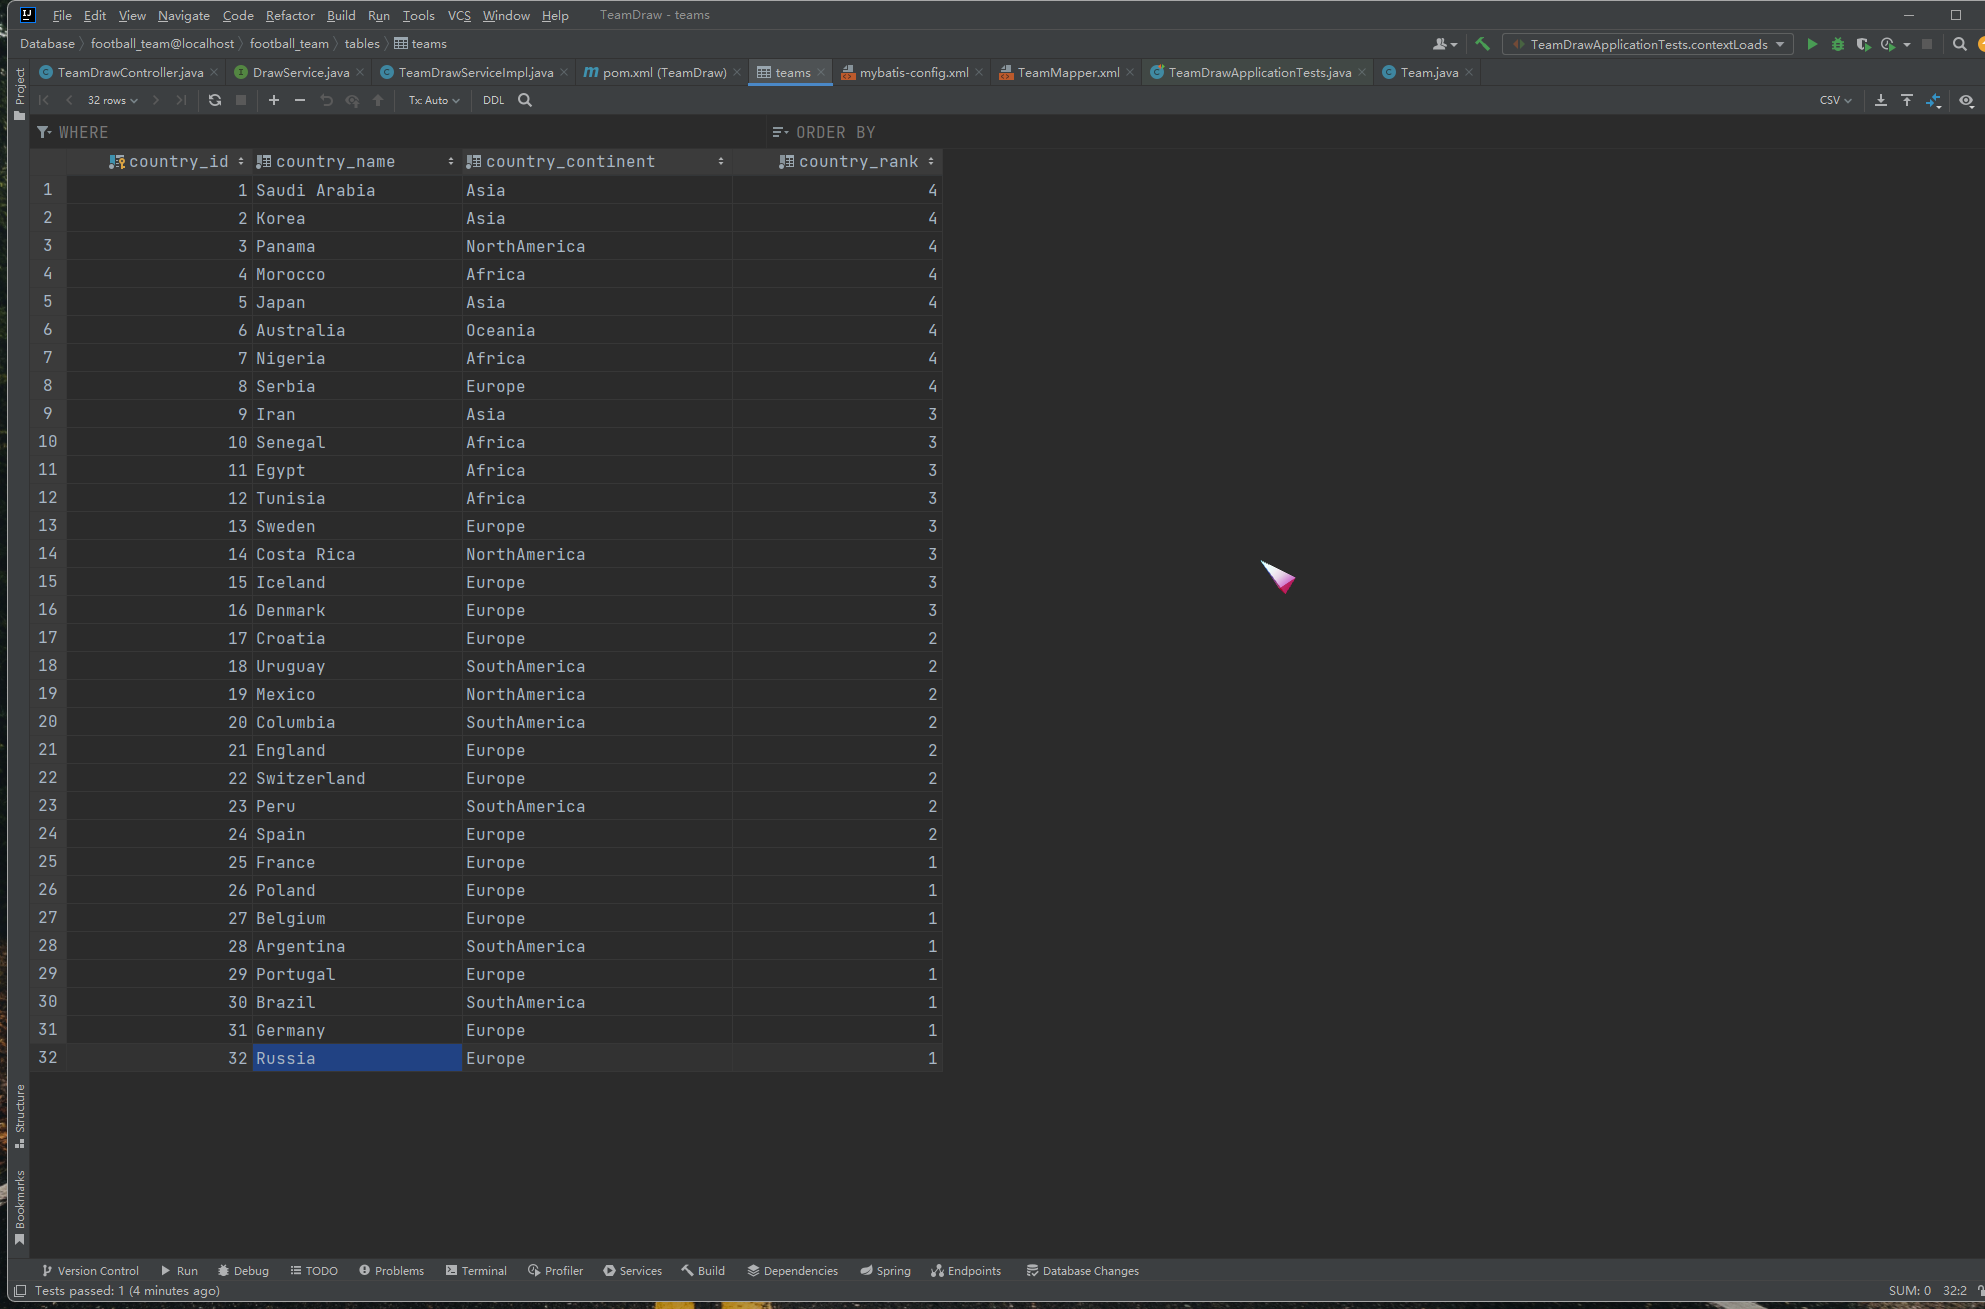 File Edit View Navigate Code Refactor Build Run Tools VCS Window Help TeamDraw - teams
Database football_team@localhost football_team tables teams TeamDrawApplicationTests.contextLoads
TeamDrawController.java DrawService.java TeamDrawServiceImpl.java pom.xml (TeamDraw) teams mybatis-config.xml TeamMapper.xml TeamDrawApplicationTests.java Team.java
Project
32 rows Tx: Auto DDL CSV
WHERE ORDER BY
country_id country_name country_continent country_rank
1 1 Saudi Arabia Asia 4
2 2 Korea Asia 4
3 3 Panama NorthAmerica 4
4 4 Morocco Africa 4
5 5 Japan Asia 4
6 6 Australia Oceania 4
7 7 Nigeria Africa 4
8 8 Serbia Europe 4
9 9 Iran Asia 3
10 10 Senegal Africa 3
11 11 Egypt Africa 3
12 12 Tunisia Africa 3
13 13 Sweden Europe 3
14 14 Costa Rica NorthAmerica 3
15 15 Iceland Europe 3
16 16 Denmark Europe 3
17 17 Croatia Europe 2
18 18 Uruguay SouthAmerica 2
19 19 Mexico NorthAmerica 2
20 20 Columbia SouthAmerica 2
21 21 England Europe 2
22 22 Switzerland Europe 2
23 23 Peru SouthAmerica 2
24 24 Spain Europe 2
25 25 France Europe 1
26 26 Poland Europe 1
27 27 Belgium Europe 1
28 28 Argentina SouthAmerica 1
29 29 Portugal Europe 1
30 30 Brazil SouthAmerica 1
31 31 Germany Europe 1
32 32 Russia Europe 1
Structure
Bookmarks
Version Control Run Debug TODO Problems Terminal Profiler Services Build Dependencies Spring Endpoints Database Changes
Tests passed: 1 (4 minutes ago) SUM: 0 32:2